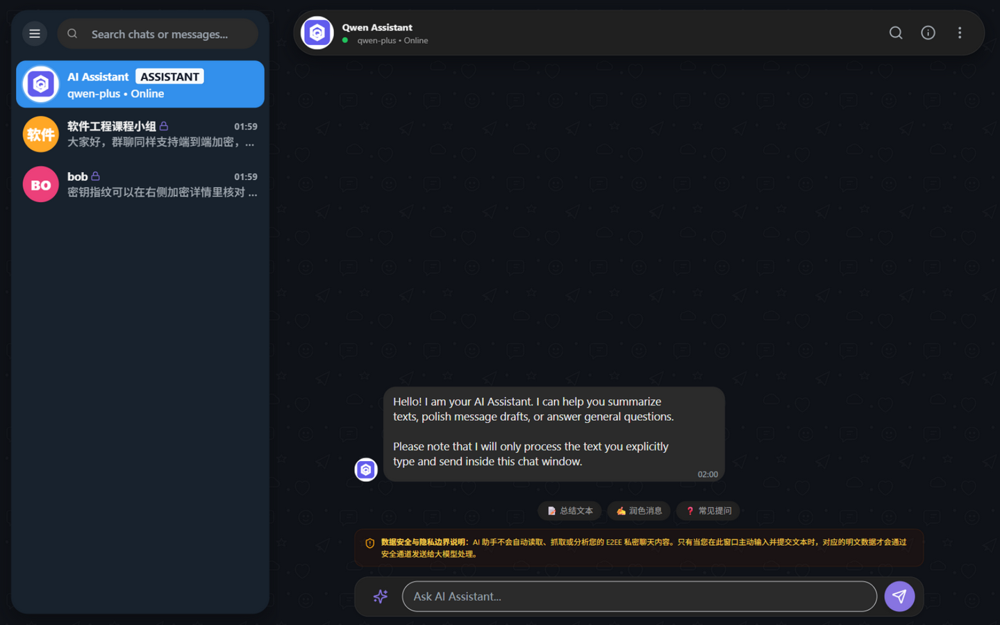 Search chats or messages...
AI Assistant ASSISTANT
qwen-plus • Online
软件
软件工程课程小组 01:59
大家好，群聊同样支持端到端加密，...
BO
bob 01:59
密钥指纹可以在右侧加密详情里核对 ...
Qwen Assistant
qwen-plus • Online
Hello! I am your AI Assistant. I can help you summarize
texts, polish message drafts, or answer general questions.
Please note that I will only process the text you explicitly
type and send inside this chat window.
02:00
总结文本 润色消息 常见提问
数据安全与隐私边界说明：AI 助手不会自动读取、抓取或分析您的 E2EE 私密聊天内容。只有当您在此窗口主动输入并提交文本时，对应的明文数据才会通过
安全通道发送给大模型处理。
Ask AI Assistant...